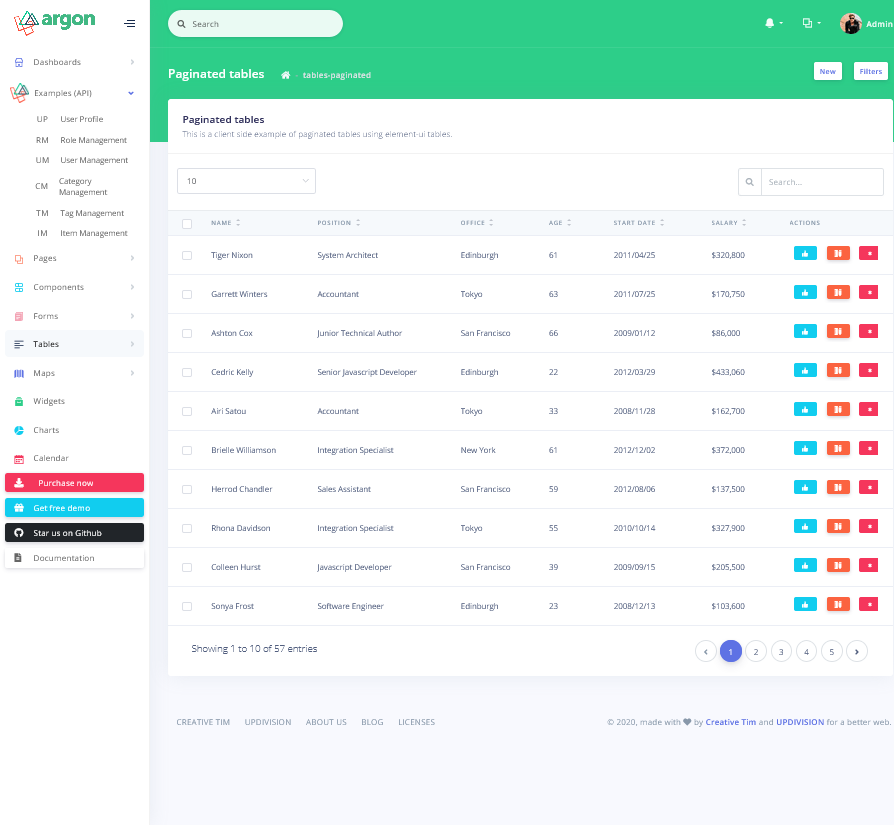 argon
Search
Admin
Dashboards
Examples (API)
UP User Profile
RM Role Management
UM User Management
CM Category Management
TM Tag Management
IM Item Management
Pages
Components
Forms
Tables
Maps
Widgets
Charts
Calendar
Purchase now
Get free demo
Star us on Github
Documentation
Paginated tables
- tables-paginated
New
Filters
Paginated tables
This is a client side example of paginated tables using element-ui tables.
10
Search...
NAME POSITION OFFICE AGE START DATE SALARY ACTIONS
Tiger Nixon System Architect Edinburgh 61 2011/04/25 $320,800
Garrett Winters Accountant Tokyo 63 2011/07/25 $170,750
Ashton Cox Junior Technical Author San Francisco 66 2009/01/12 $86,000
Cedric Kelly Senior Javascript Developer Edinburgh 22 2012/03/29 $433,060
Airi Satou Accountant Tokyo 33 2008/11/28 $162,700
Brielle Williamson Integration Specialist New York 61 2012/12/02 $372,000
Herrod Chandler Sales Assistant San Francisco 59 2012/08/06 $137,500
Rhona Davidson Integration Specialist Tokyo 55 2010/10/14 $327,900
Colleen Hurst Javascript Developer San Francisco 39 2009/09/15 $205,500
Sonya Frost Software Engineer Edinburgh 23 2008/12/13 $103,600
Showing 1 to 10 of 57 entries
1 2 3 4 5
CREATIVE TIM UPDIVISION ABOUT US BLOG LICENSES
© 2020, made with ❤ by Creative Tim and UPDIVISION for a better web.